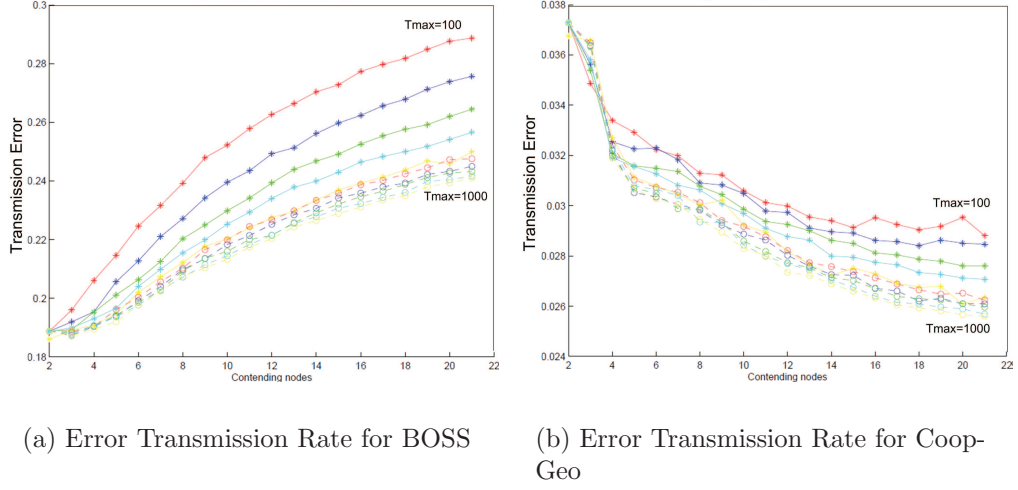 0.3
0.28
0.26
0.24
0.22
0.2
0.18
Transmission Error
Tmax=100
Tmax=1000
2 4 6 8 10 12 14 16 18 20 22
Contending nodes
(a) Error Transmission Rate for BOSS
0.038
0.036
0.034
0.032
0.03
0.028
0.026
0.024
Transmission Error
Tmax=100
Tmax=1000
2 4 6 8 10 12 14 16 18 20 225
Contending nodes
(b) Error Transmission Rate for Coop-
Geo